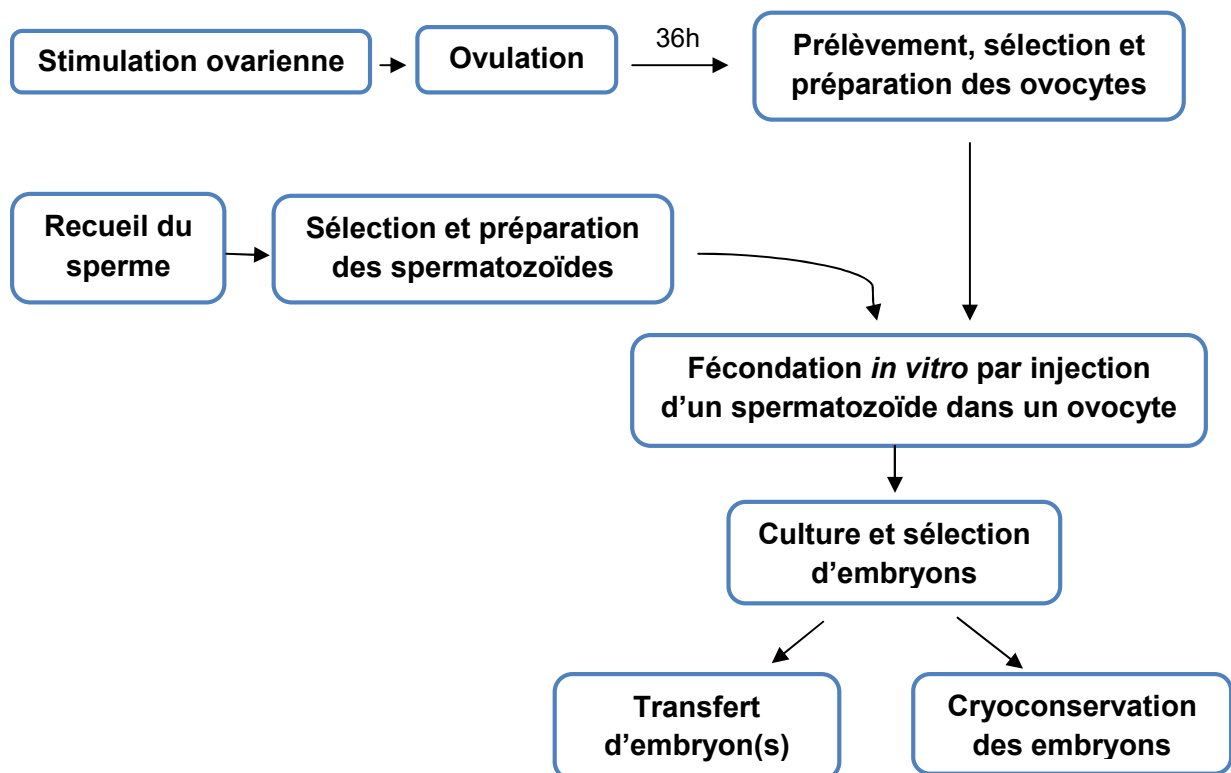 Stimulation ovarienne
Ovulation
36h
Prélèvement, sélection et
préparation des ovocytes
Recueil du
sperme
Sélection et préparation
des spermatozoïdes
Fécondation in vitro par injection
d’un spermatozoïde dans un ovocyte
Culture et sélection
d’embryons
Transfert
d’embryon(s)
Cryoconservation
des embryons